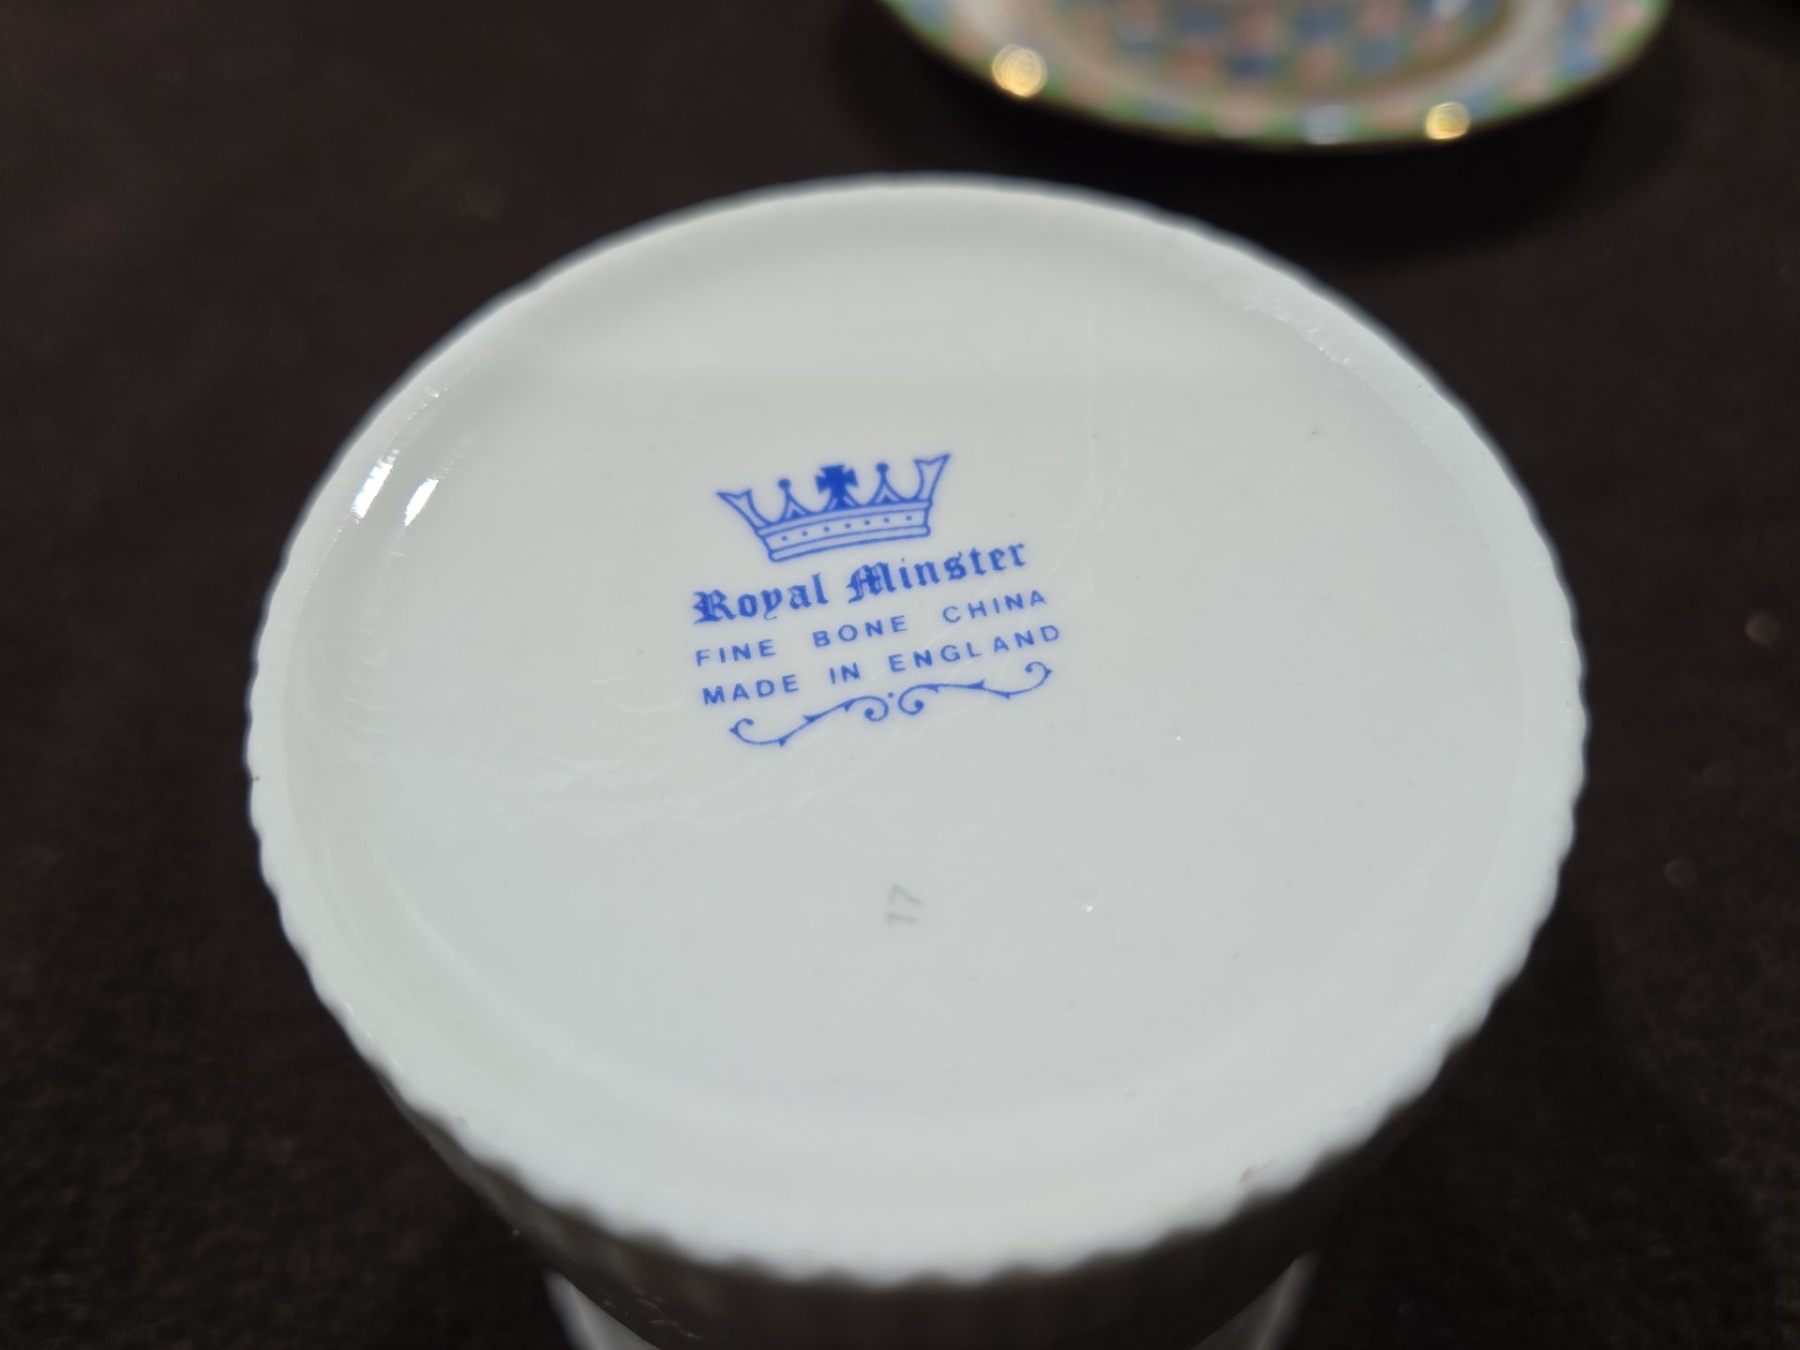 Royal Minster
FINE BONE CHINA
MADE IN ENGLAND
17